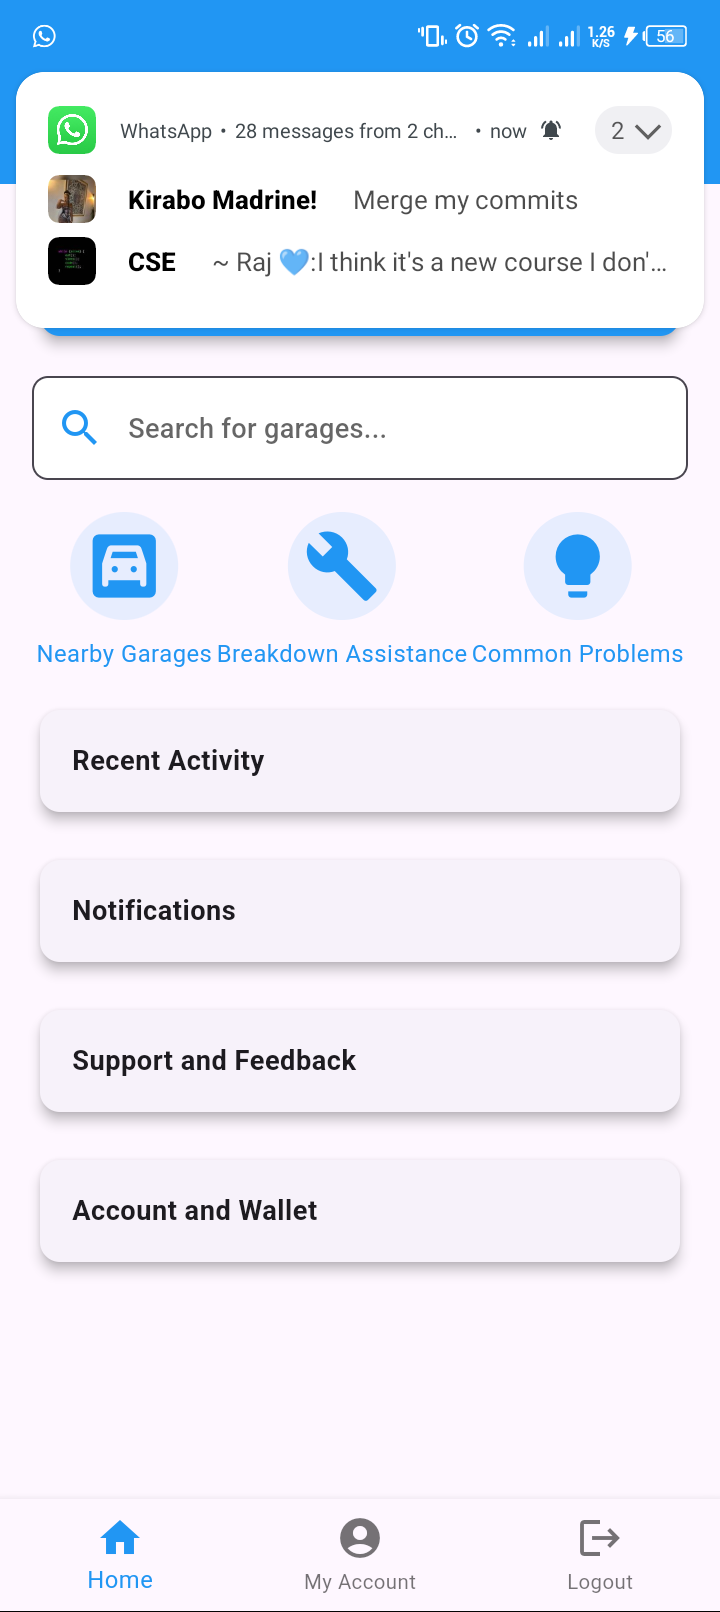 1.26
K/S
56
WhatsApp • 28 messages from 2 ch... • now
2
Kirabo Madrine! Merge my commits
CSE ~ Raj 💙:I think it's a new course I don'...
Search for garages...
Nearby Garages Breakdown Assistance Common Problems
Recent Activity
Notifications
Support and Feedback
Account and Wallet
Home My Account Logout